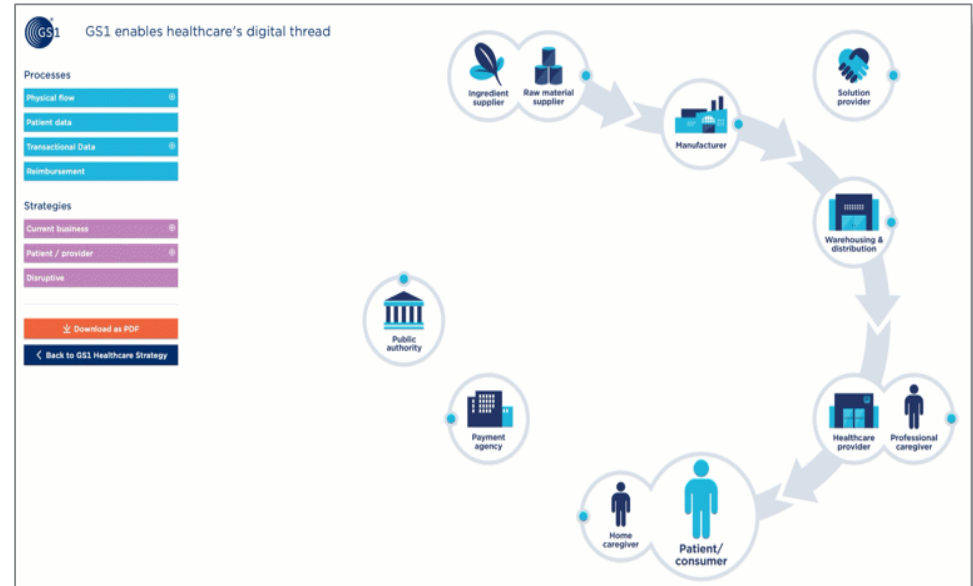 GS1
GS1 enables healthcare's digital thread
Processes
Physical flow
Patient data
Transactional Data
Reimbursement
Strategies
Current business
Patient / provider
Disruptive
Download as PDF
Back to GS1 Healthcare Strategy
Ingredient
supplier
Raw material
supplier
Solution
provider
Manufacturer
Warehousing &
distribution
Public
authority
Payment
agency
Healthcare
provider
Professional
caregiver
Home
caregiver
Patient/
consumer